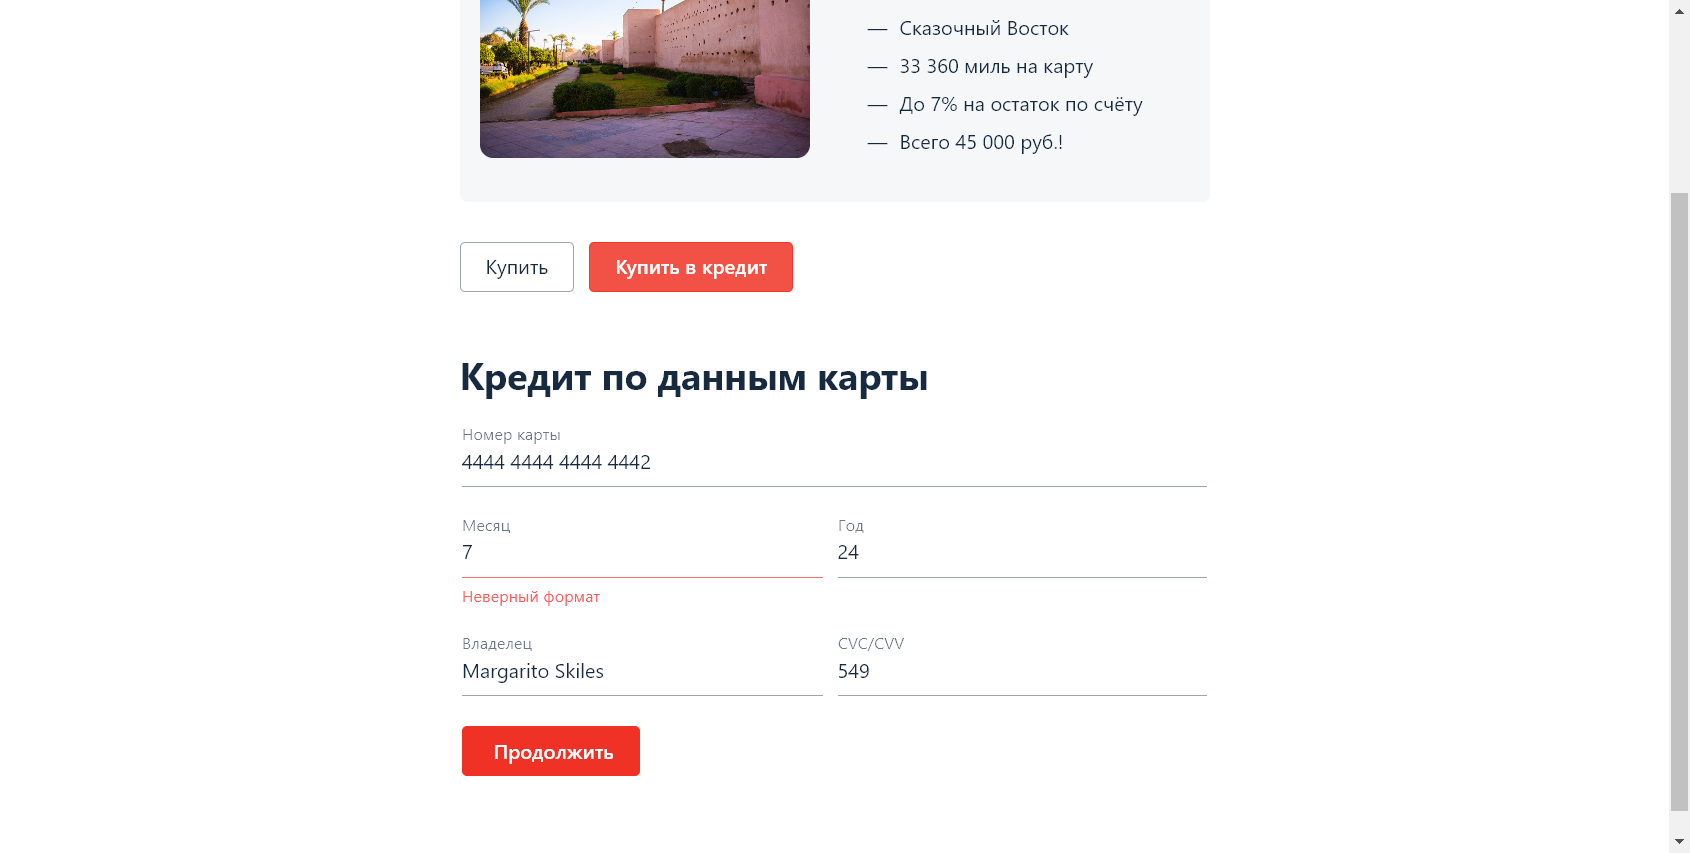 — Сказочный Восток
— 33 360 миль на карту
— До 7% на остаток по счёту
— Всего 45 000 руб.!
Купить
Купить в кредит
Кредит по данным карты
Номер карты
4444 4444 4444 4442
Месяц
Год
7
24
Неверный формат
Владелец
CVC/CVV
Margarito Skiles
549
Продолжить